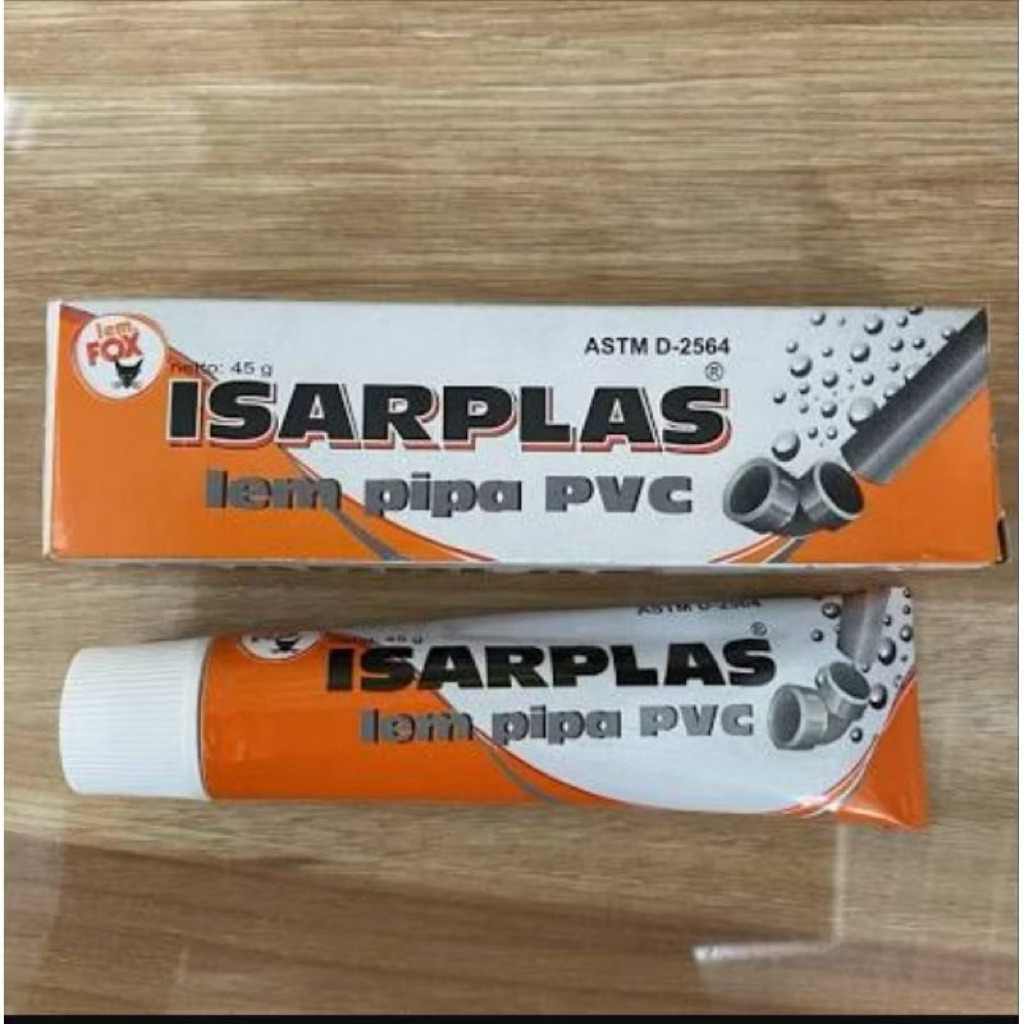 lem
FOX
netto: 45 g
ASTM D-2564
ISARPLAS®
lem pipa PVC
ASTM D-2564
45 g
ISARPLAS®
lem pipa PVC